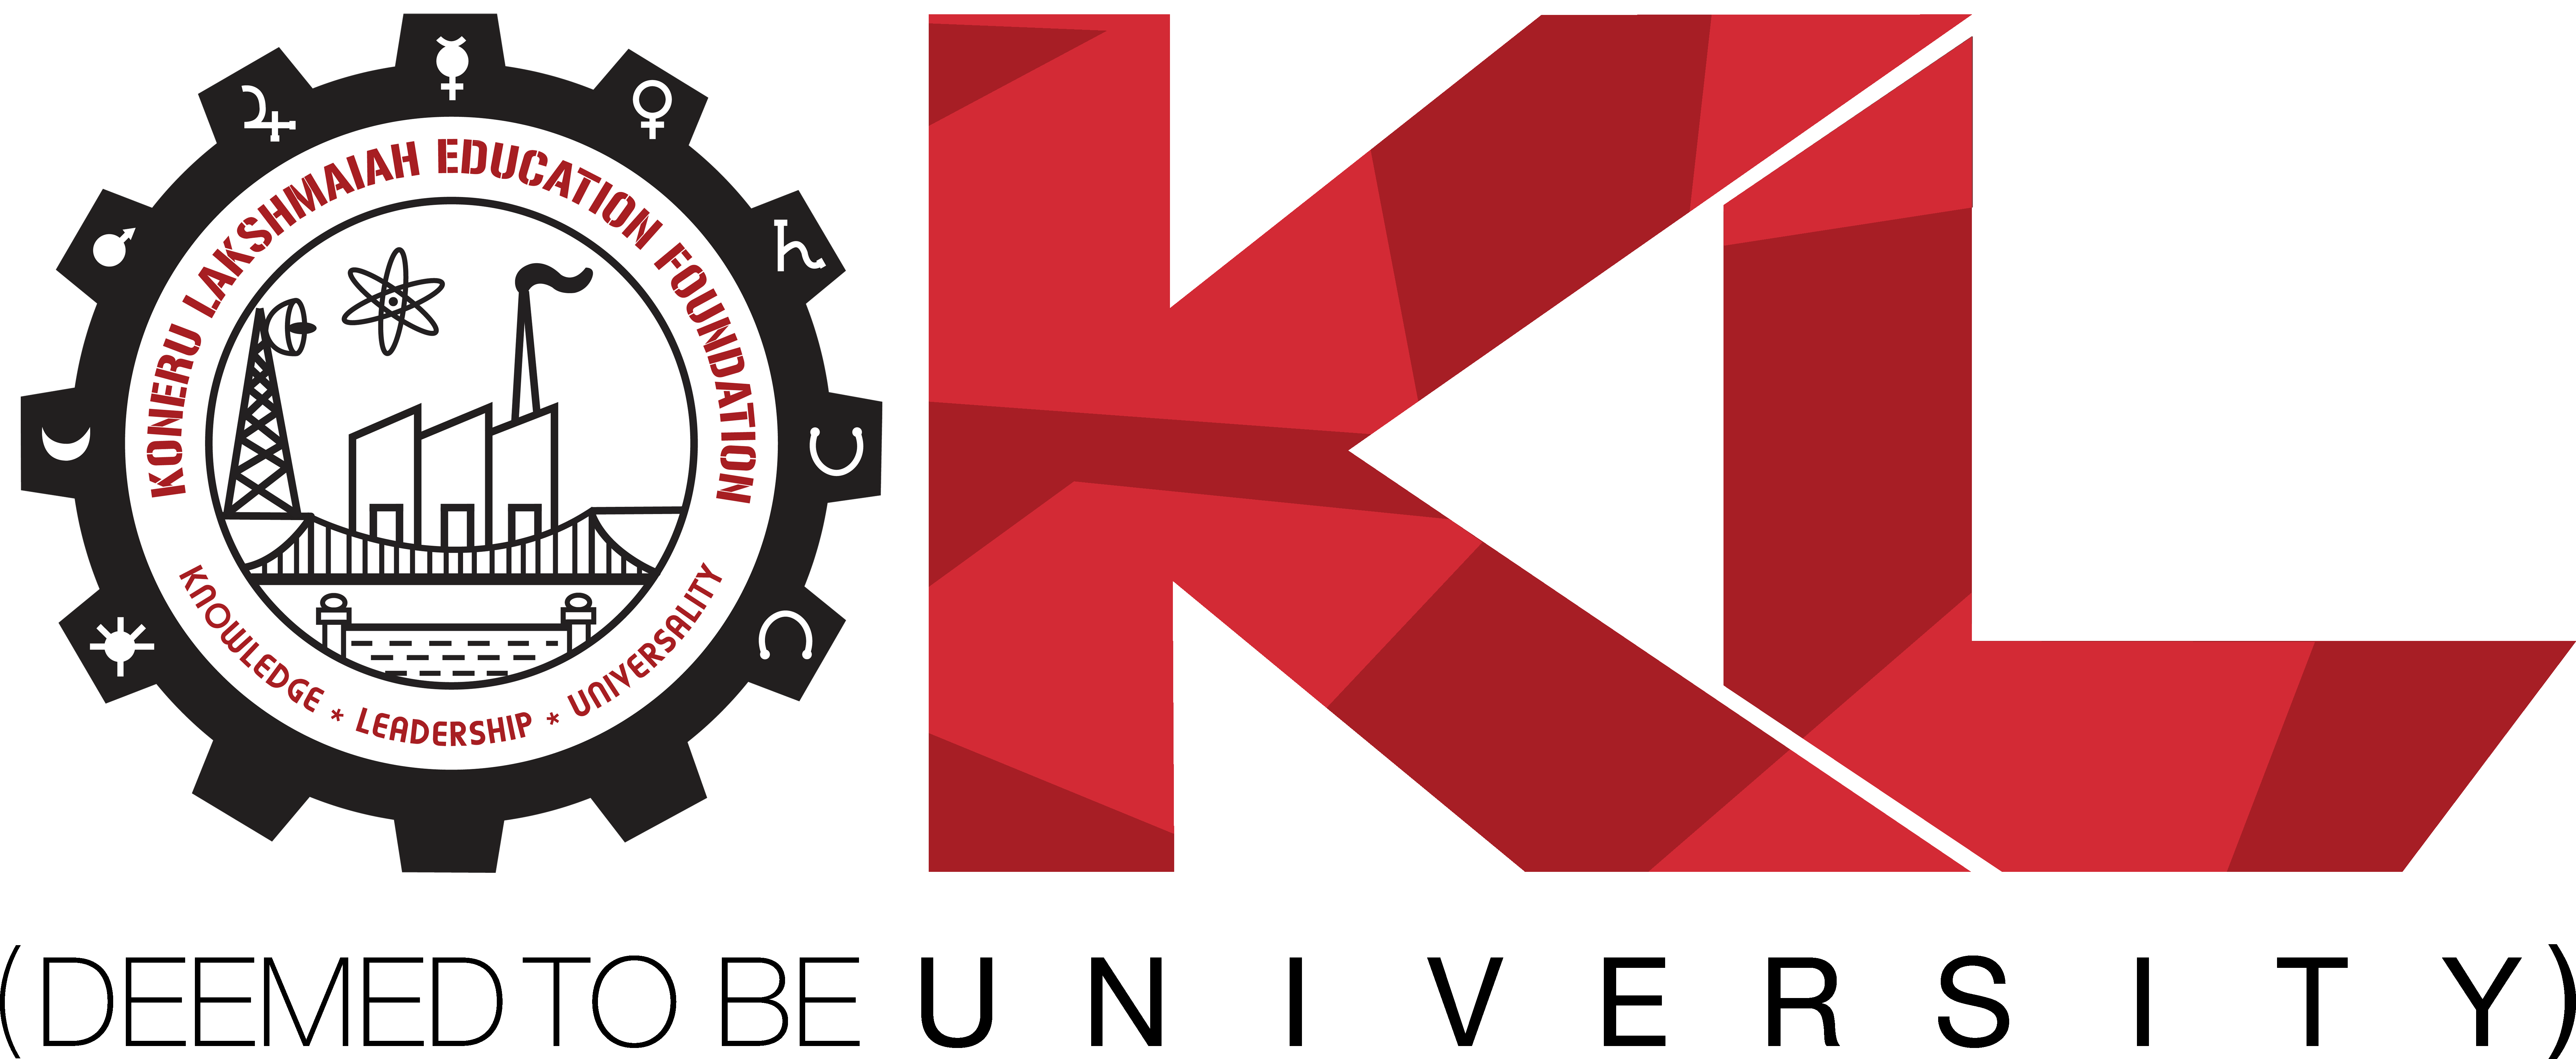 KONERU LAKSHMAIAH EDUCATION FOUNDATION
KNOWLEDGE * LEADERSHIP * UNIVERSALITY
KL
(DEEMED TO BE UNIVERSITY)